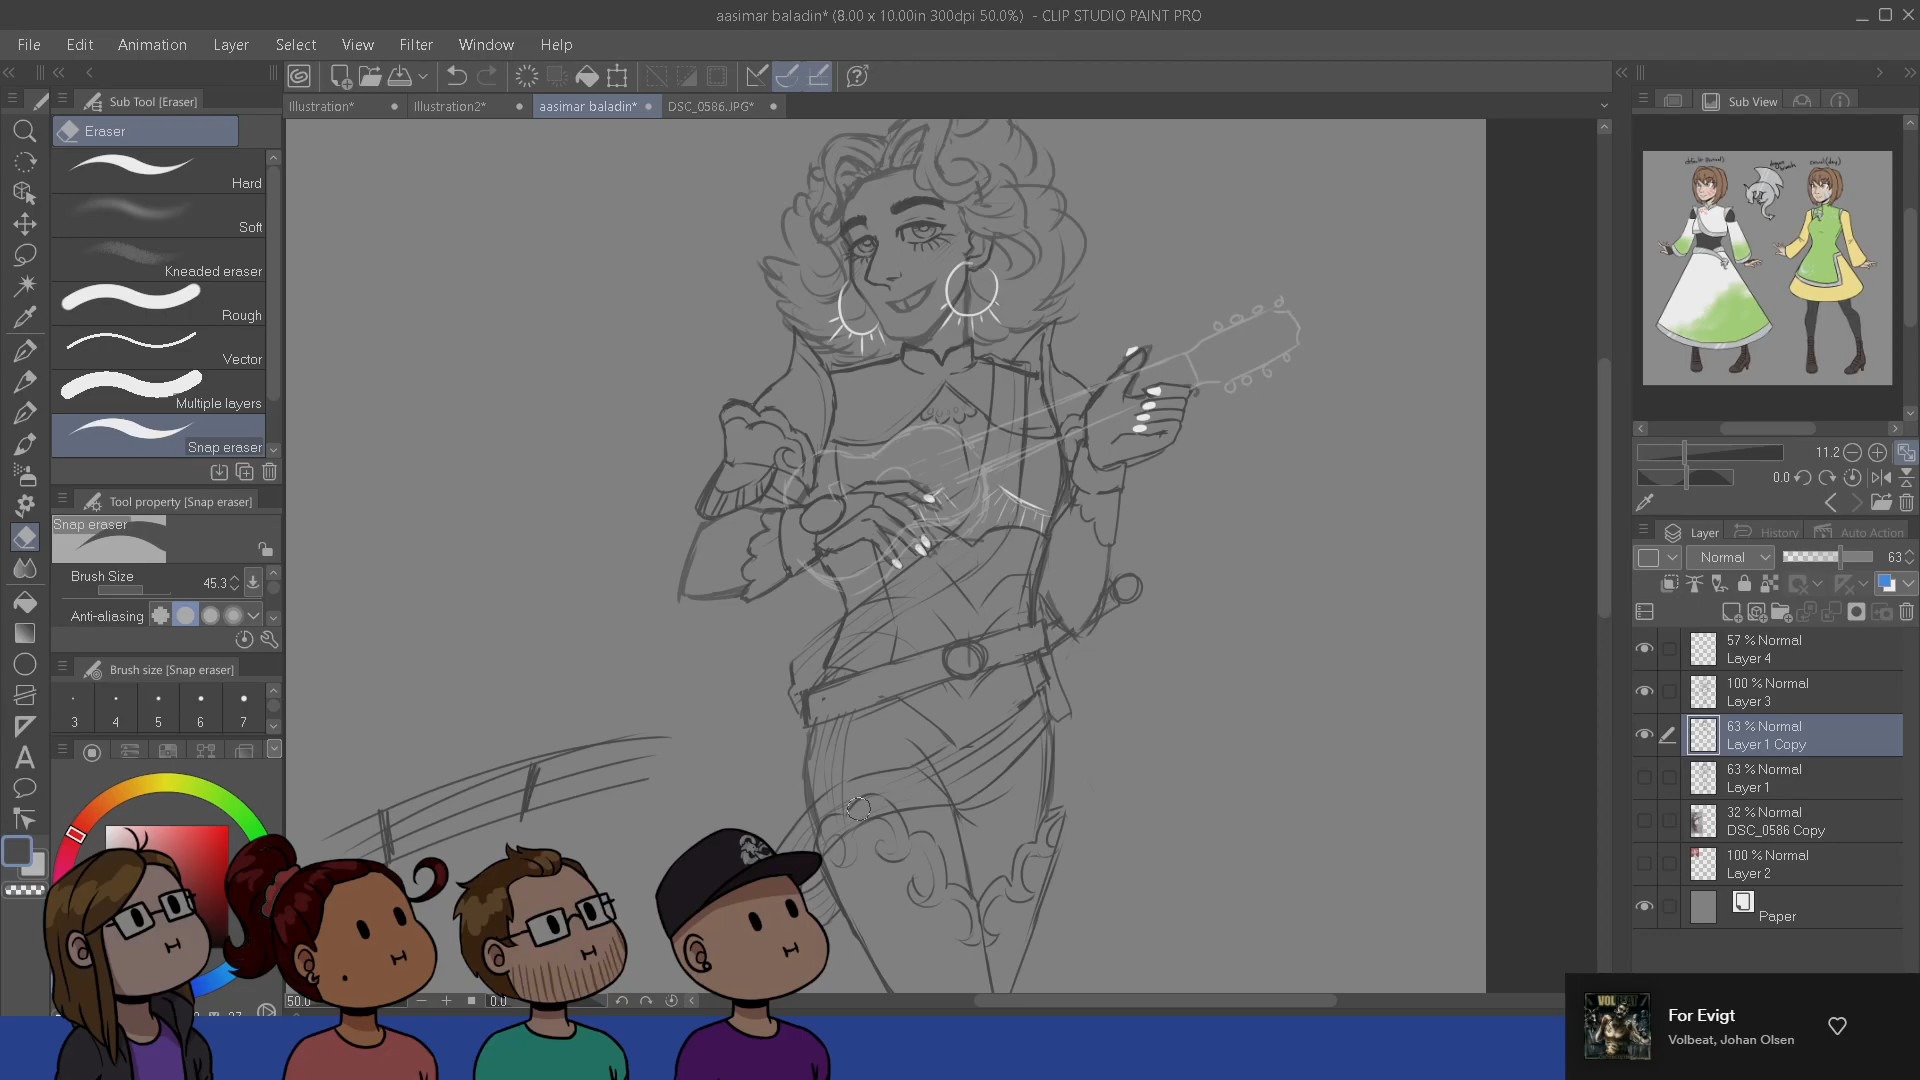 aasimar baladin* (8.00 x 10.00in 300dpi 50.0%) - CLIP STUDIO PAINT PRO
File Edit Animation Layer Select View Filter Window Help
Sub Tool [Eraser]
Illustration*
Illustration2*
aasimar baladin*
DSC_0586.JPG*
Sub View
Eraser
Hard
Soft
Kneaded eraser
Rough
Vector
Multiple layers
Snap eraser
Tool property [Snap eraser]
Snap eraser
Brush Size 45.3
Anti-aliasing
Brush size [Snap eraser]
3 4 5 6 7
50.0
0.0
11.2
0.0
Layer History Auto Action
Normal 63
57 % Normal
Layer 4
100 % Normal
Layer 3
63 % Normal
Layer 1 Copy
63 % Normal
Layer 1
32 % Normal
DSC_0586 Copy
100 % Normal
Layer 2
Paper
VOLBEAT
For Evigt
Volbeat, Johan Olsen